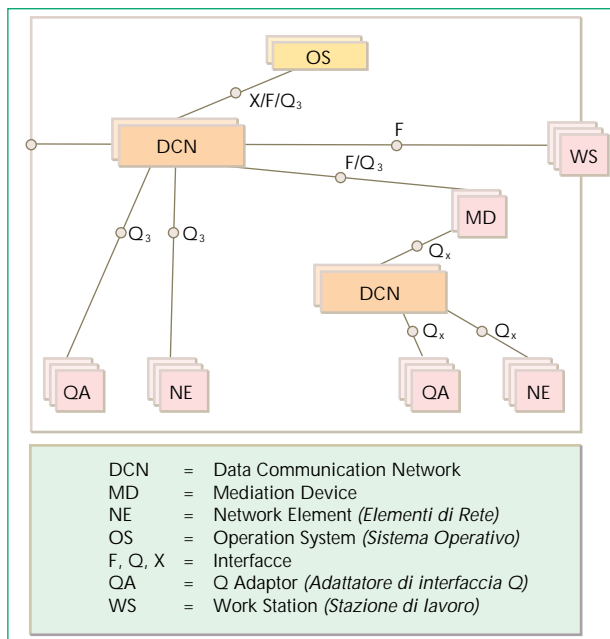 OS
X/F/Q₃
DCN
F
WS
F/Q₃
MD
Q₃
Q₃
Qₓ
DCN
Qₓ
Qₓ
QA
NE
QA
NE
DCN = Data Communication Network
MD = Mediation Device
NE = Network Element (Elementi di Rete)
OS = Operation System (Sistema Operativo)
F, Q, X = Interfacce
QA = Q Adaptor (Adattatore di interfaccia Q)
WS = Work Station (Stazione di lavoro)